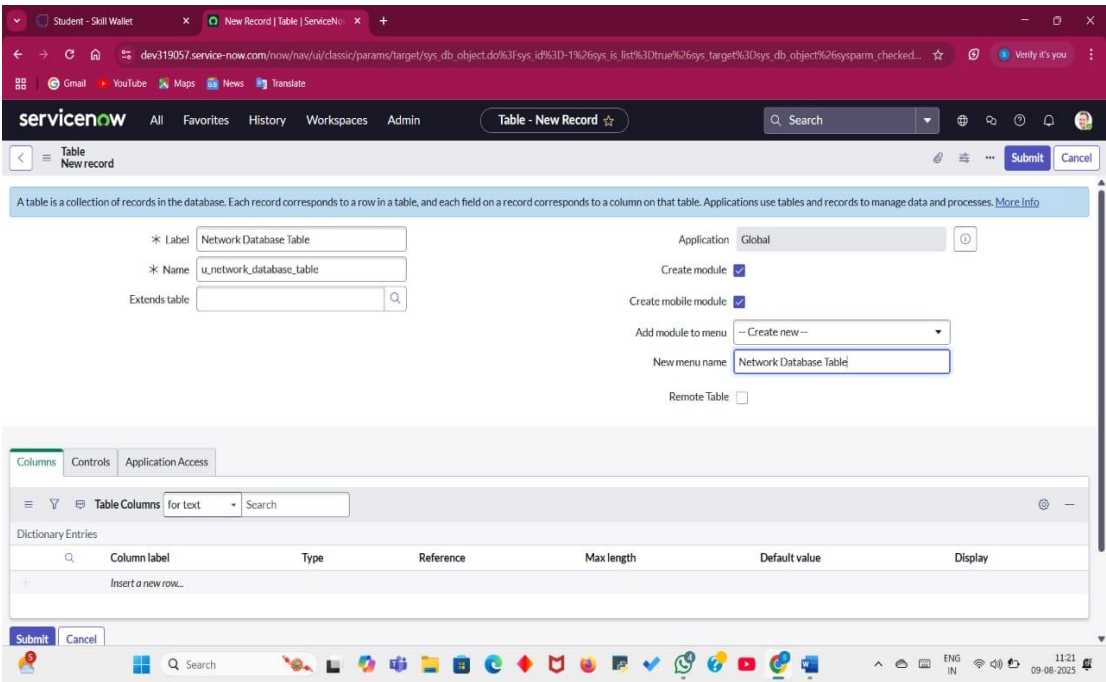 Student - Skill Wallet
New Record | Table | ServiceNo
dev319057.service-now.com/now/nav/ui/classic/params/target/sys_db_object.do%3Fsys_id%3D-1%26sys_is_list%3Dtrue%26sys_target%3Dsys_db_object%26sysparm_checked...
Verify it's you
Gmail YouTube Maps News Translate
servicenow All Favorites History Workspaces Admin Table - New Record Search
Table
New record
Submit Cancel
A table is a collection of records in the database. Each record corresponds to a row in a table, and each field on a record corresponds to a column on that table. Applications use tables and records to manage data and processes. More Info
Label Network Database Table Application Global
Name u_network_database_table Create module
Extends table Create mobile module
Add module to menu -- Create new --
New menu name Network Database Table
Remote Table
Columns Controls Application Access
Table Columns for text Search
Dictionary Entries
Column label Type Reference Max length Default value Display
Insert a new row...
Submit Cancel
Search
ENG
IN
11:21
09-08-2025